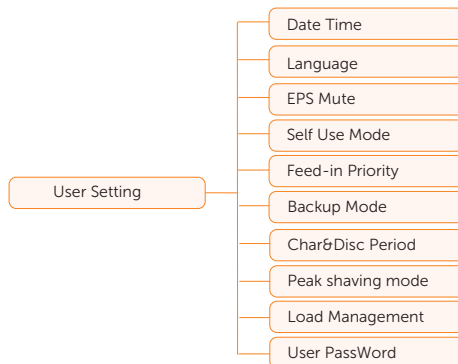 Date Time
Language
EPS Mute
Self Use Mode
Feed-in Priority
User Setting
Backup Mode
Char&Disc Period
Peak shaving mode
Load Management
User PassWord